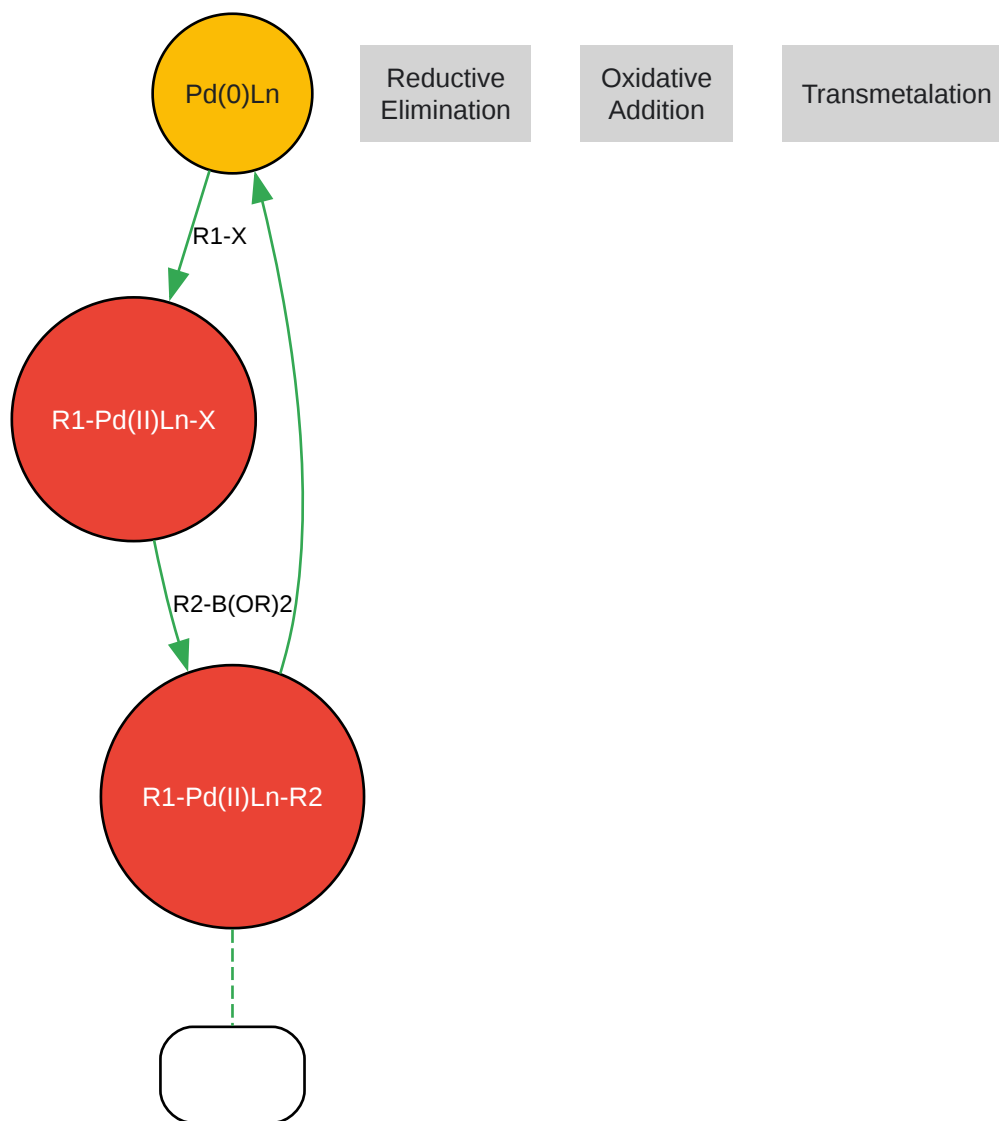 Pd(0)Ln
Reductive
Elimination
Oxidative
Addition
Transmetalation
R1-X
R1-Pd(II)Ln-X
R2-B(OR)2
R1-Pd(II)Ln-R2